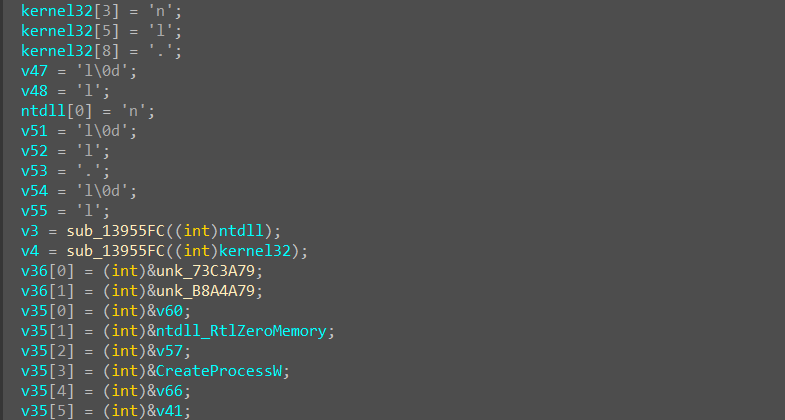 kernel32[3] = 'n';
kernel32[5] = 'l';
kernel32[8] = '.';
v47 = 'l\0d';
v48 = 'l';
ntdll[0] = 'n';
v51 = 'l\0d';
v52 = 'l';
v53 = '.';
v54 = 'l\0d';
v55 = 'l';
v3 = sub_13955FC((int)ntdll);
v4 = sub_13955FC((int)kernel32);
v36[0] = (int)&unk_73C3A79;
v36[1] = (int)&unk_B8A4A79;
v35[0] = (int)&v60;
v35[1] = (int)&ntdll_RtlZeroMemory;
v35[2] = (int)&v57;
v35[3] = (int)&CreateProcessW;
v35[4] = (int)&v66;
v35[5] = (int)&v41;